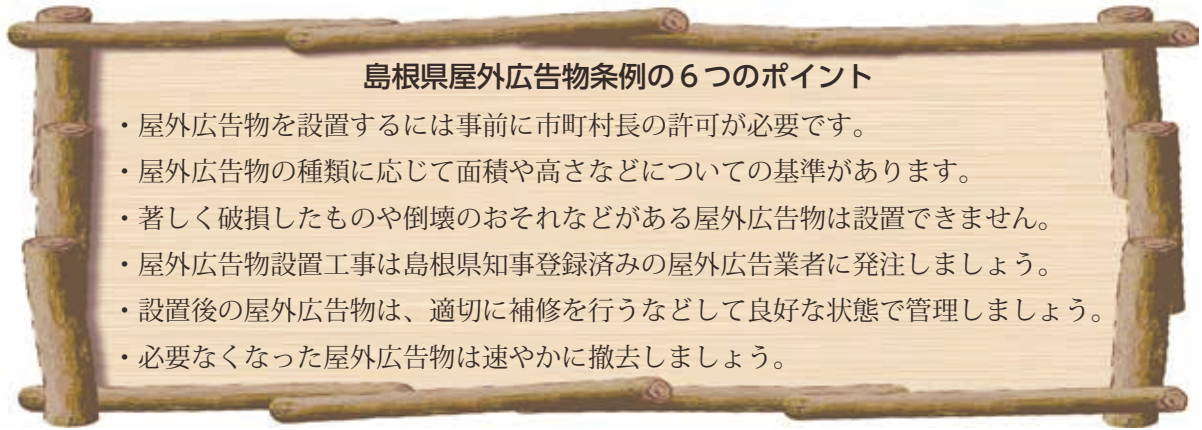 島根県屋外広告物条例の6つのポイント
・屋外広告物を設置するには事前に市町村長の許可が必要です。
・屋外広告物の種類に応じて面積や高さなどについての基準があります。
・著しく破損したものや倒壊のおそれなどがある屋外広告物は設置できません。
・屋外広告物設置工事は島根県知事登録済みの屋外広告業者に発注しましょう。
・設置後の屋外広告物は、適切に補修を行うなどして良好な状態で管理しましょう。
・必要なくなった屋外広告物は速やかに撤去しましょう。